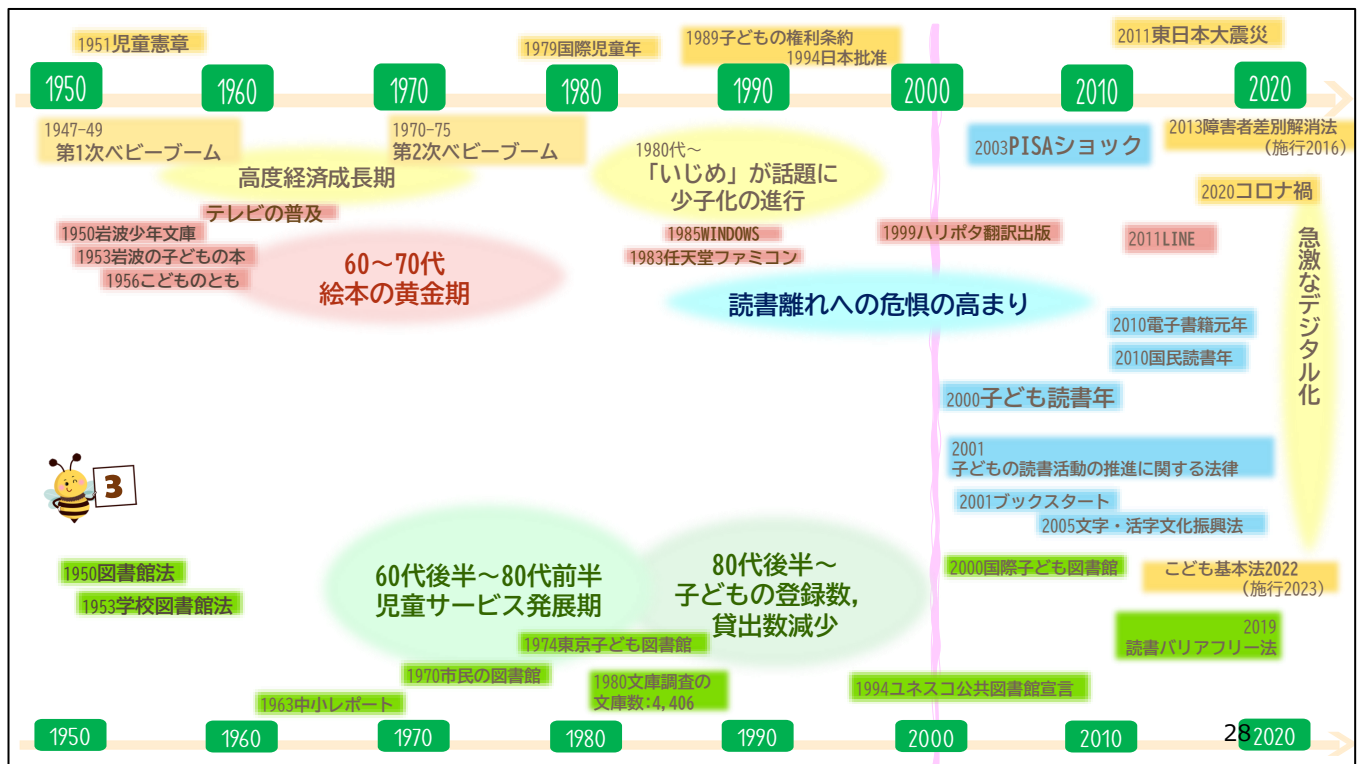 1951児童憲章
1979国際児童年
1989子どもの権利条約
1994日本批准
2011東日本大震災
1950
1960
1970
1980
1990
2000
2010
2020
1947-49
第1次ベビーブーム
1970-75
第2次ベビーブーム
高度経済成長期
1980代～
「いじめ」が話題に
少子化の進行
2003PISAショック
2013障害者差別解消法
(施行2016)
2020コロナ禍
テレビの普及
1950岩波少年文庫
1953岩波の子どもの本
1956こどものとも
60～70代
絵本の黄金期
1985WINDOWS
1983任天堂ファミコン
1999ハリポタ翻訳出版
2011LINE
急激なデジタル化
読書離れへの危惧の高まり
2010電子書籍元年
2010国民読書年
2000子ども読書年
2001
子どもの読書活動の推進に関する法律
2001ブックスタート
2005文字・活字文化振興法
3
1950図書館法
1953学校図書館法
60代後半～80代前半
児童サービス発展期
80代後半～
子どもの登録数,
貸出数減少
2000国際子ども図書館
こども基本法2022
(施行2023)
2019
読書バリアフリー法
1974東京子ども図書館
1970市民の図書館
1980文庫調査の
文庫数:4,406
1963中小レポート
1994ユネスコ公共図書館宣言
1950
1960
1970
1980
1990
2000
2010
28
2020